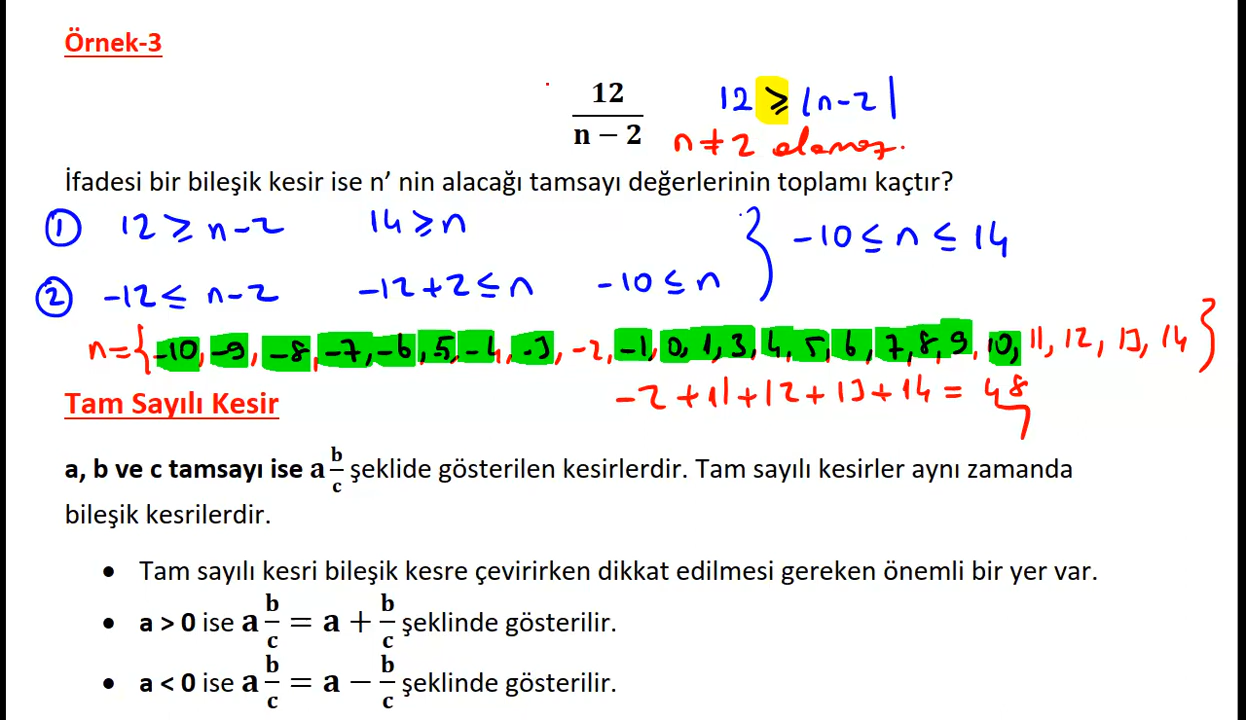 Örnek-3
12 / n − 2
12 ⩾ |n-2|
n ≠ 2 olamaz.
İfadesi bir bileşik kesir ise n’ nin alacağı tamsayı değerlerinin toplamı kaçtır?
① 12 ⩾ n-2 14 ⩾ n
② -12 ≤ n-2 -12+2 ≤ n -10 ≤ n } -10 ≤ n ≤ 14
n={-10, -9, -8, -7, -6, 5, -4, -3, -2, -1, 0, 1, 3, 4, 5, 6, 7, 8, 9, 10, 11, 12, 13, 14}
-2+11+12+13+14 = 48
Tam Sayılı Kesir
a, b ve c tamsayı ise a b/c şeklide gösterilen kesirlerdir. Tam sayılı kesirler aynı zamanda
bileşik kesrilerdir.
• Tam sayılı kesri bileşik kesre çevirirken dikkat edilmesi gereken önemli bir yer var.
• a > 0 ise a b/c = a + b/c şeklinde gösterilir.
• a < 0 ise a b/c = a − b/c şeklinde gösterilir.